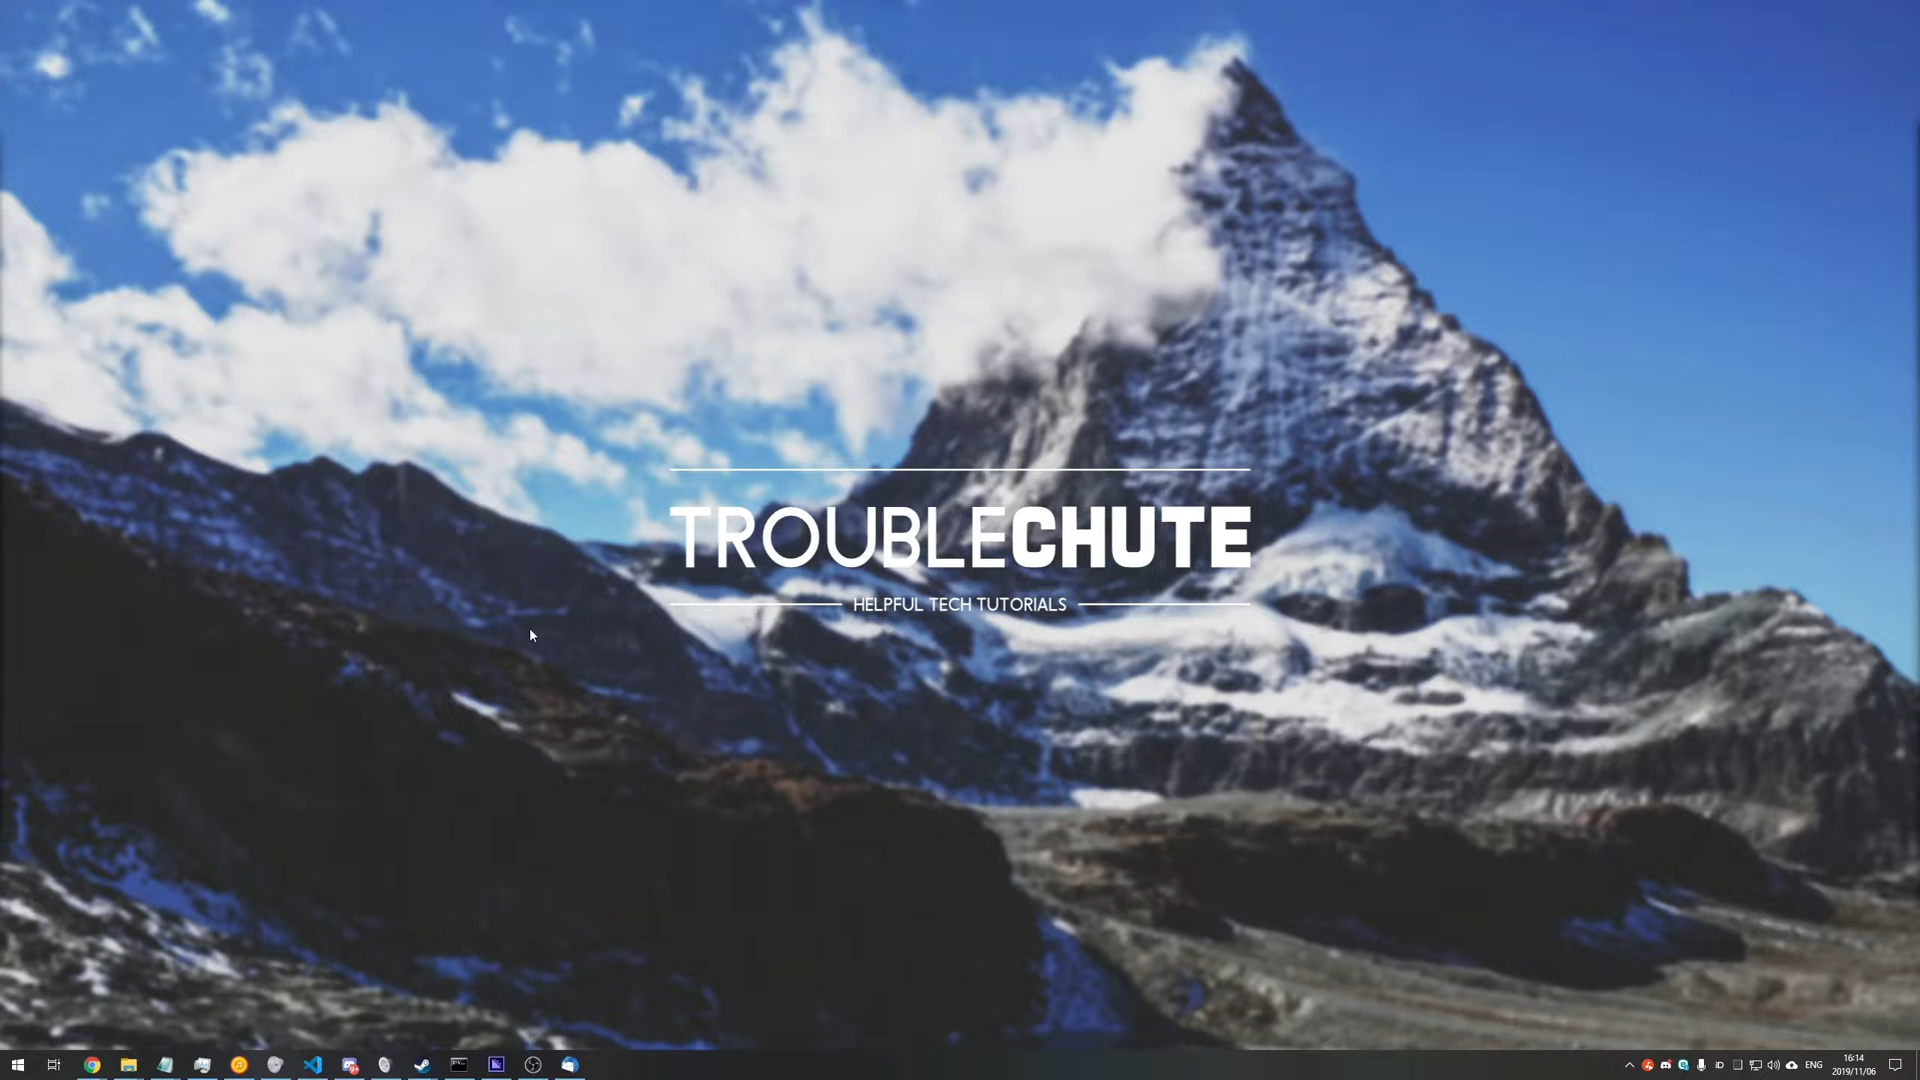 TROUBLECHUTE
HELPFUL TECH TUTORIALS
ENG
16:14
2019/11/06